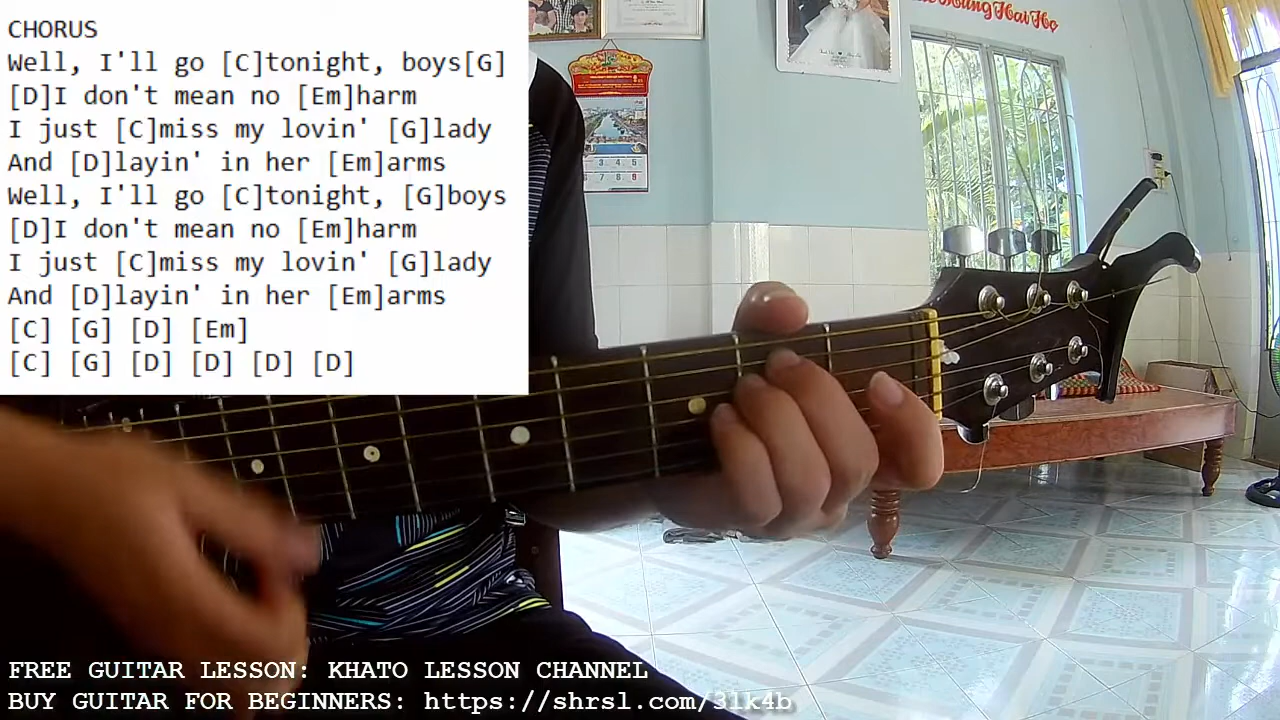 CHORUS
Well, I'll go [C]tonight, boys[G]
[D]I don't mean no [Em]harm
I just [C]miss my lovin' [G]lady
And [D]layin' in her [Em]arms
Well, I'll go [C]tonight, [G]boys
[D]I don't mean no [Em]harm
I just [C]miss my lovin' [G]lady
And [D]layin' in her [Em]arms
[C] [G] [D] [Em]
[C] [G] [D] [D] [D] [D]
FREE GUITAR LESSON: KHATO LESSON CHANNEL
BUY GUITAR FOR BEGINNERS: https://shrsl.com/31k4b